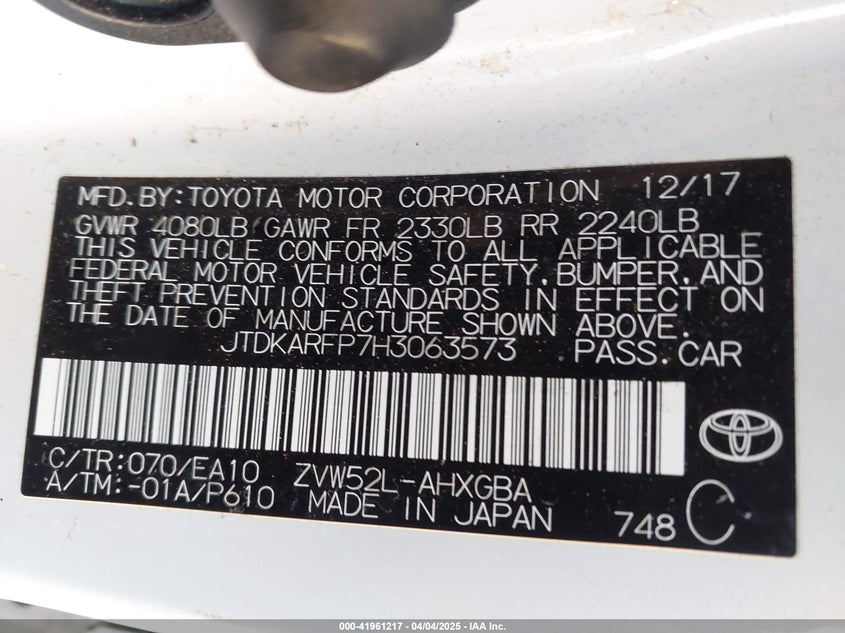 MFD.BY:TOYOTA MOTOR CORPORATION 12/17
GVWR 4080LB GAWR FR 2330LB RR 2240LB
THIS VEHICLE CONFORMS TO ALL APPLICABLE
FEDERAL MOTOR VEHICLE SAFETY,BUMPER,AND
THEFT PREVENTION STANDARDS IN EFFECT ON
THE DATE OF MANUFACTURE SHOWN ABOVE.
JTDKARFP7H3063573 PASS.CAR
C/TR:070/EA10 ZVW52L-AHXGBA
A/TM:-01A/P610 MADE IN JAPAN
748 C
000-41961217 - 04/04/2025 - IAA Inc.